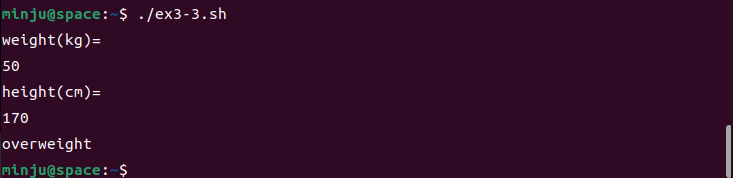 minju@space:~$ ./ex3-3.sh
weight(kg)=
50
height(cm)=
170
overweight
minju@space:~$